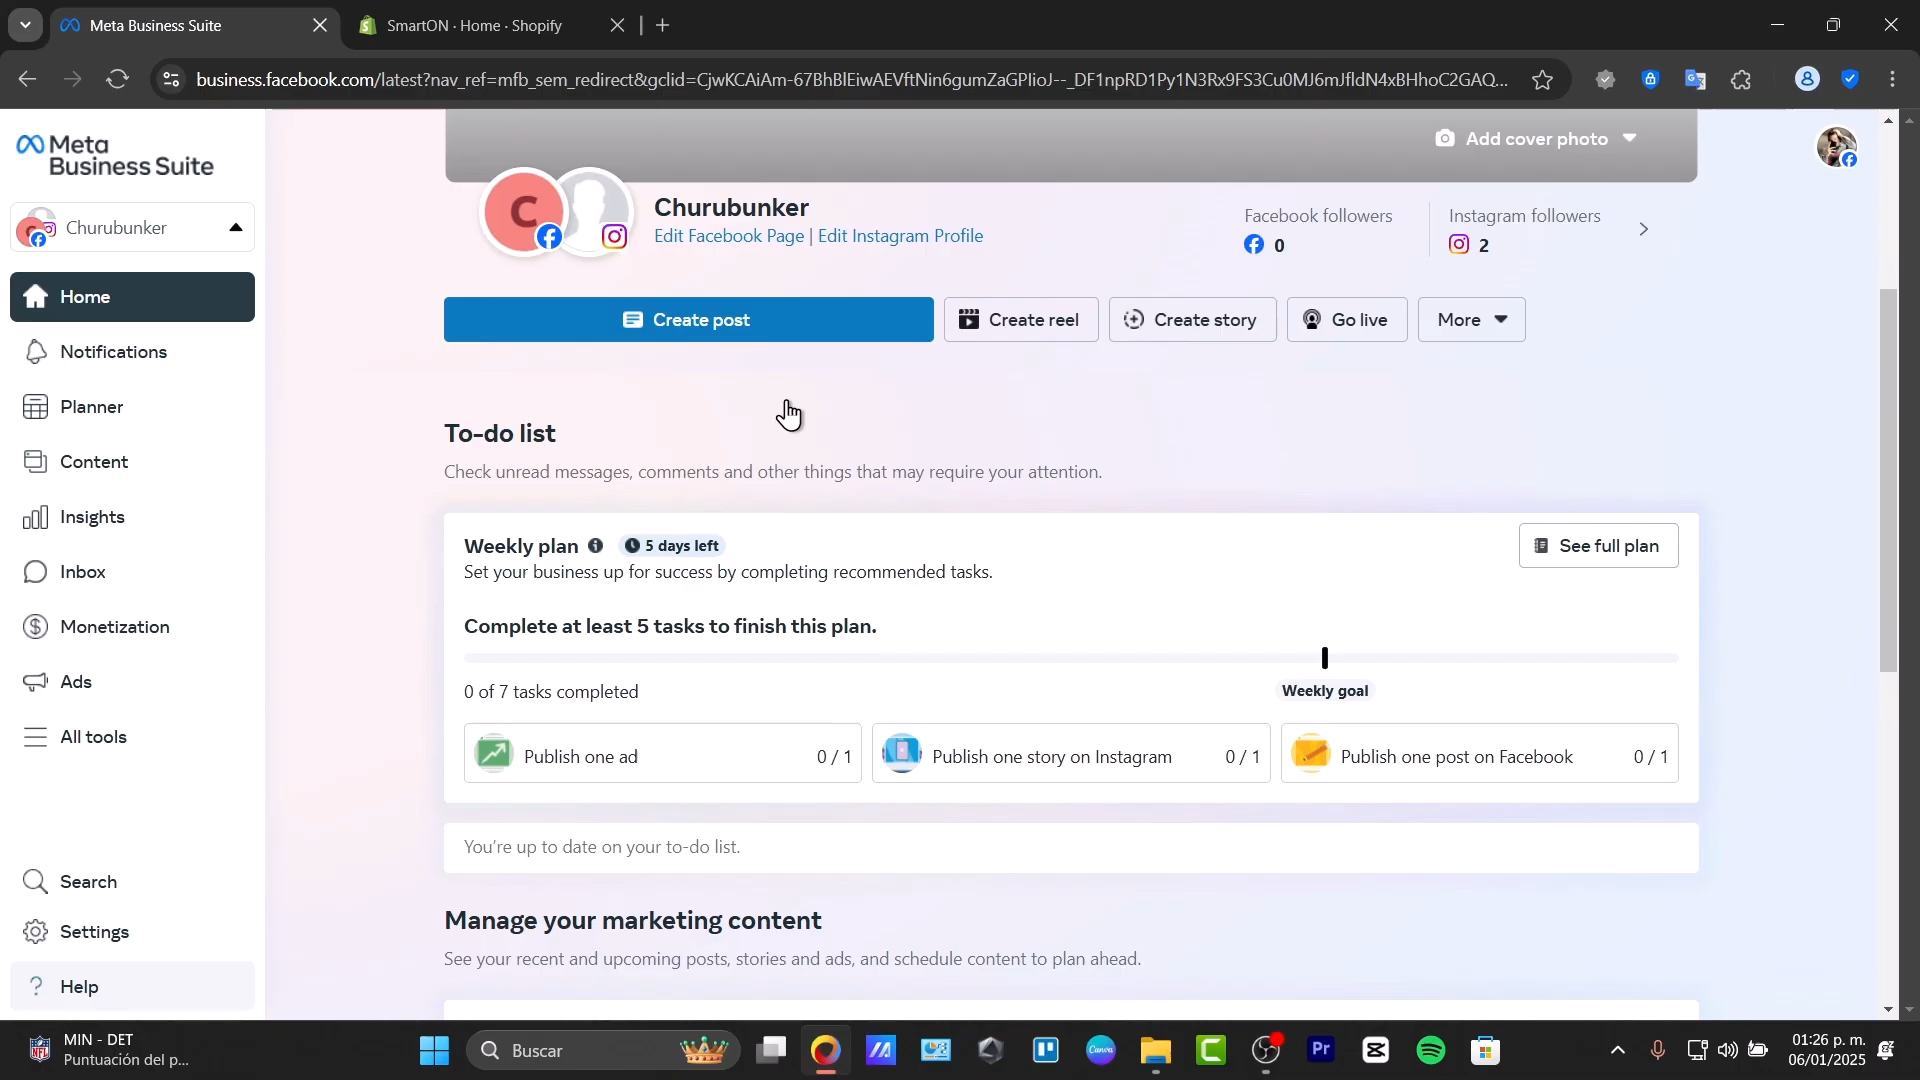 Meta Business Suite
SmartON · Home · Shopify
business.facebook.com/latest?nav_ref=mfb_sem_redirect&gclid=CjwKCAiAm-67BhBlEiwAEVftNin6gumZaGPIioJ--_DF1npRD1Py1N3Rx9FS3Cu0MJ6mJfldN4xBHhoC2GAQ...
Meta
Business Suite
Churubunker
Home
Notifications
Planner
Content
Insights
Inbox
Monetization
Ads
All tools
Search
Settings
Help
Add cover photo
C
Churubunker
Edit Facebook Page | Edit Instagram Profile
Facebook followers
0
Instagram followers
2
Create post
Create reel
Create story
Go live
More
To-do list
Check unread messages, comments and other things that may require your attention.
Weekly plan
5 days left
See full plan
Set your business up for success by completing recommended tasks.
Complete at least 5 tasks to finish this plan.
0 of 7 tasks completed
Weekly goal
Publish one ad 0 / 1
Publish one story on Instagram 0 / 1
Publish one post on Facebook 0 / 1
You're up to date on your to-do list.
Manage your marketing content
See your recent and upcoming posts, stories and ads, and schedule content to plan ahead.
MIN - DET
Puntuación del p...
Buscar
Canva
Pr
01:26 p. m.
06/01/2025